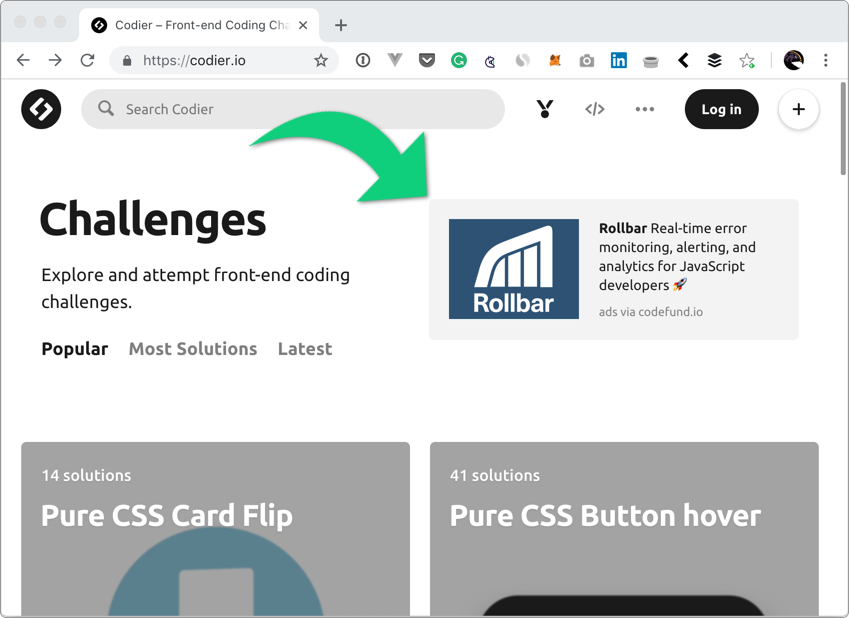 Codier – Front-end Coding Cha
https://codier.io
Search Codier
Log in
Challenges
Explore and attempt front-end coding
challenges.
Popular Most Solutions Latest
Rollbar
Rollbar Real-time error
monitoring, alerting, and
analytics for JavaScript
developers 🚀
ads via codefund.io
14 solutions
Pure CSS Card Flip
41 solutions
Pure CSS Button hover